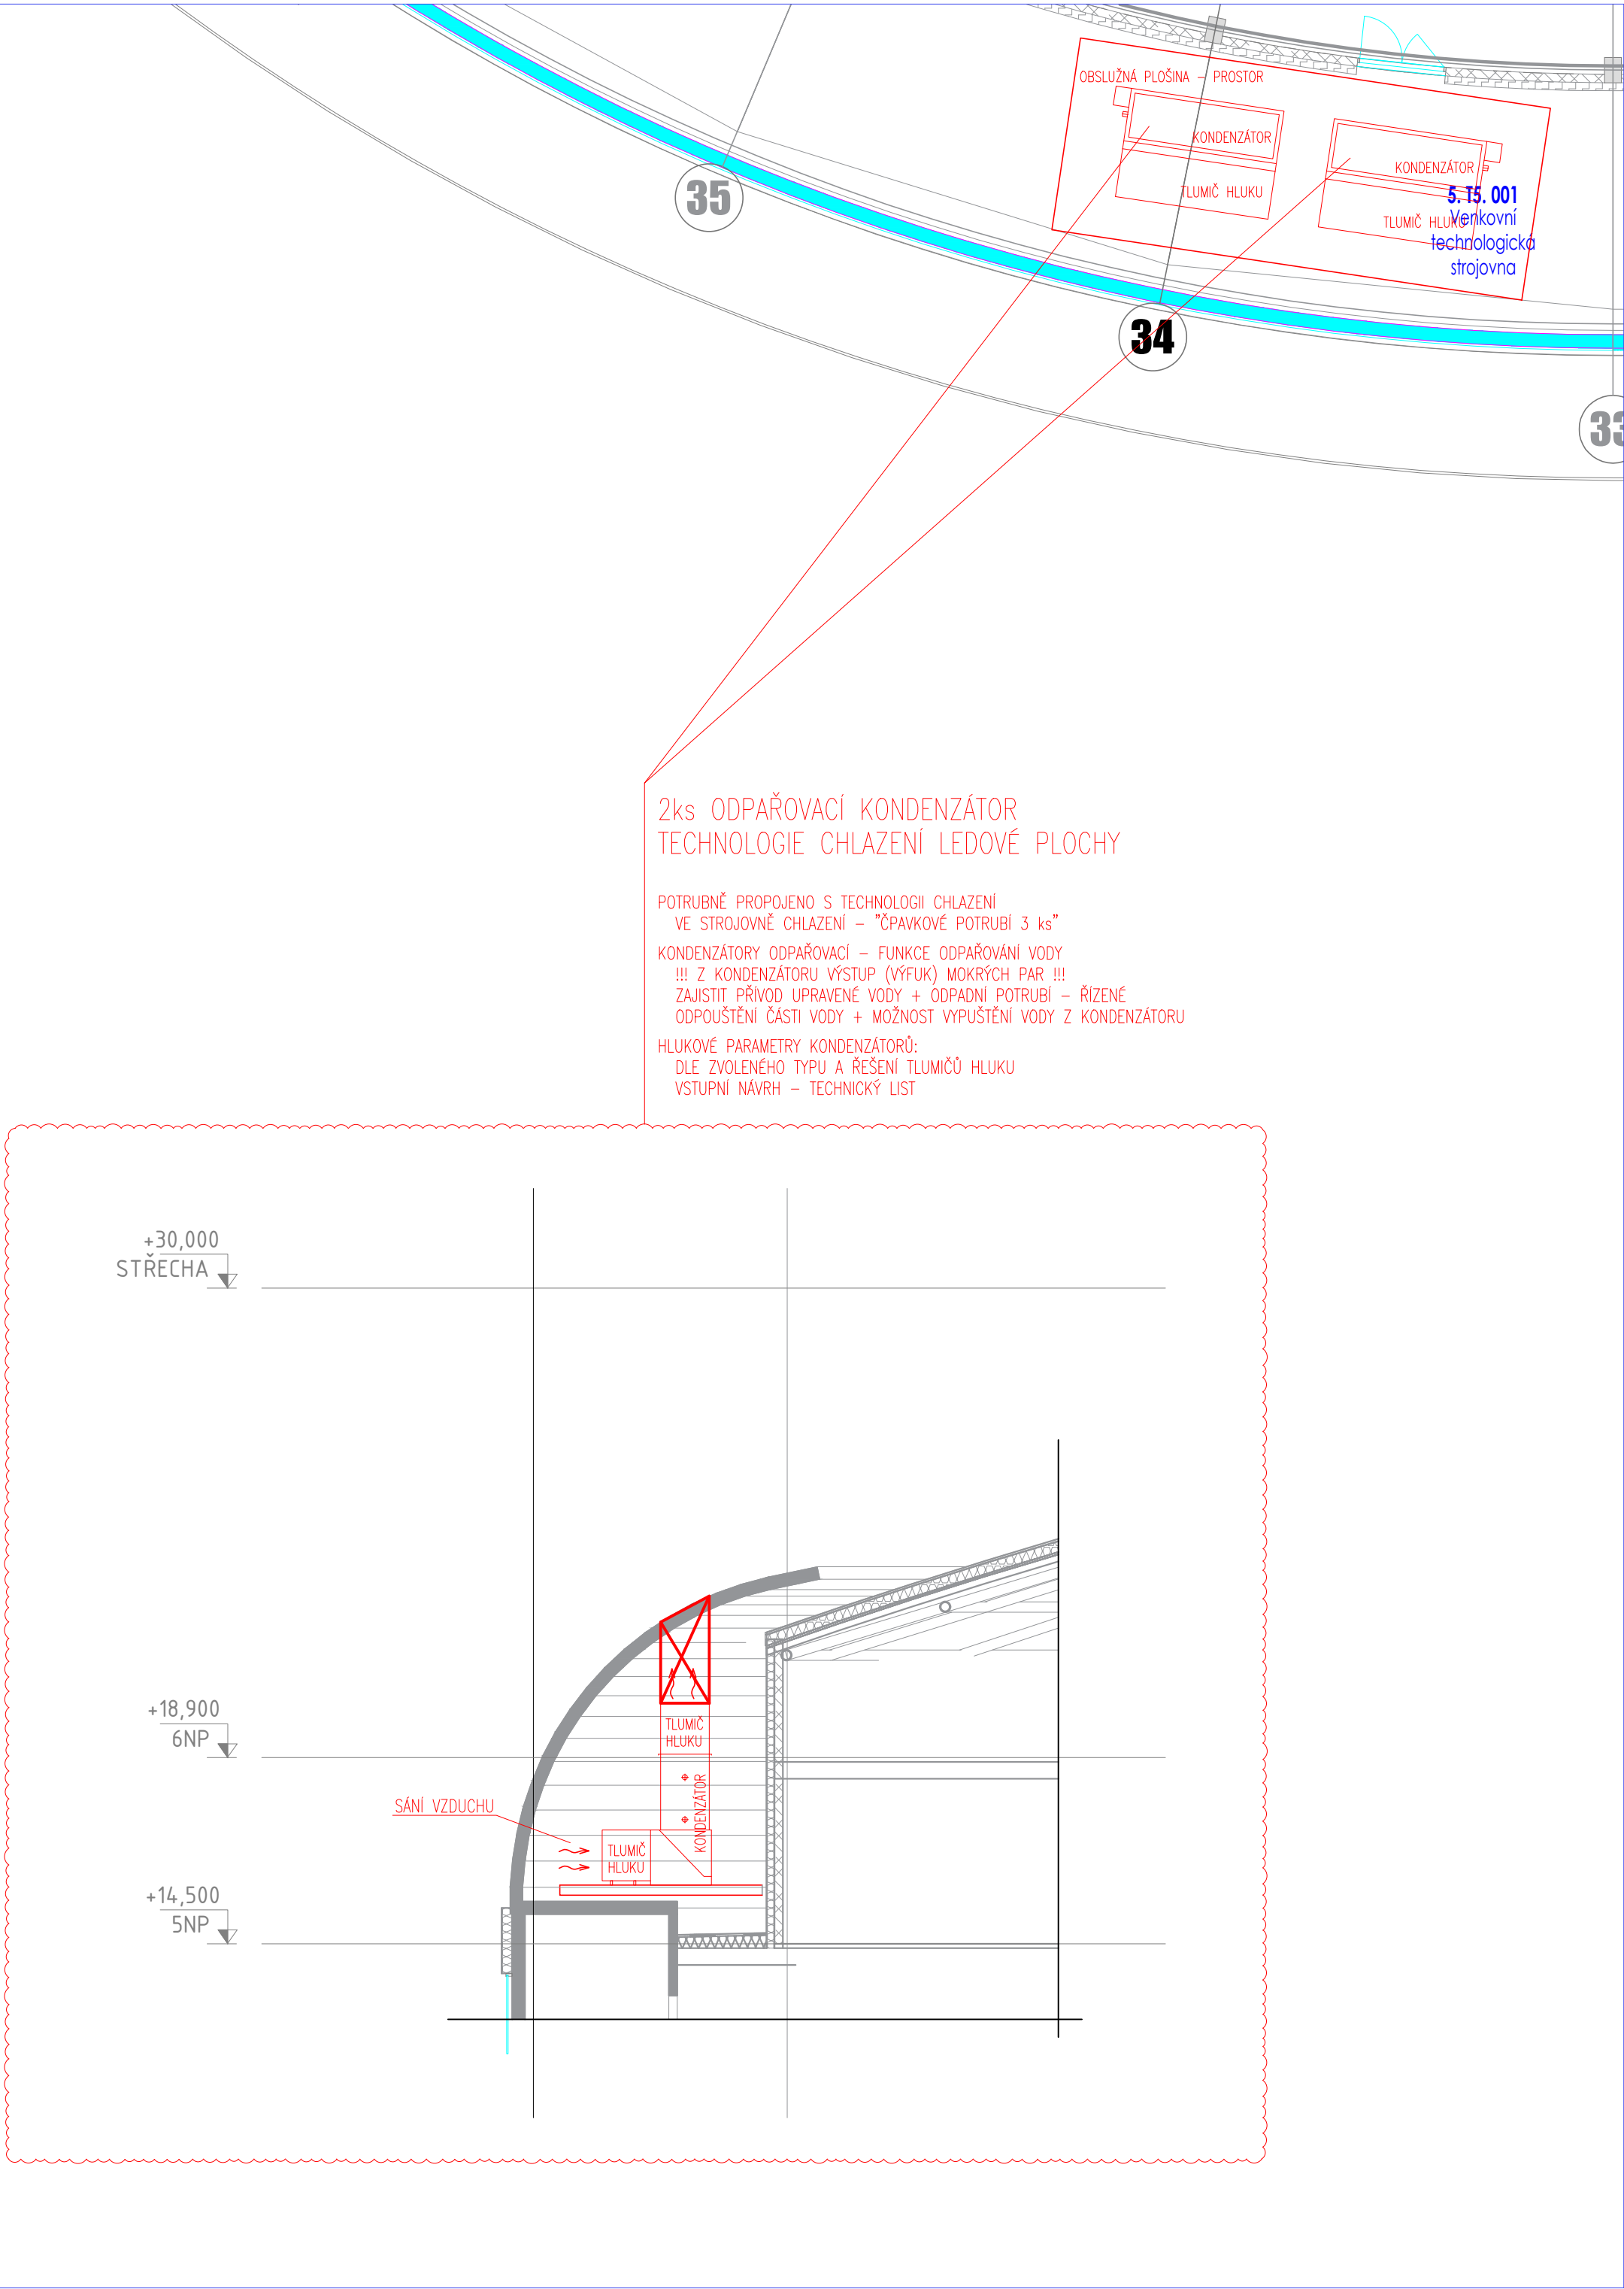 OBSLUŽNÁ PLOŠINA – PROSTOR
KONDENZÁTOR
TLUMIČ HLUKU
KONDENZÁTOR
TLUMIČ HLUKU
5. T5. 001
Venkovní
technologická
strojovna
35
34
33
2ks ODPAŘOVACÍ KONDENZÁTOR
TECHNOLOGIE CHLAZENÍ LEDOVÉ PLOCHY
POTRUBNĚ PROPOJENO S TECHNOLOGII CHLAZENÍ
VE STROJOVNĚ CHLAZENÍ – "ČPAVKOVÉ POTRUBÍ 3 ks"
KONDENZÁTORY ODPAŘOVACÍ – FUNKCE ODPAŘOVÁNÍ VODY
!!! Z KONDENZÁTORU VÝSTUP (VÝFUK) MOKRÝCH PAR !!!
ZAJISTIT PŘÍVOD UPRAVENÉ VODY + ODPADNÍ POTRUBÍ – ŘÍZENÉ
ODPOUŠTĚNÍ ČÁSTI VODY + MOŽNOST VYPUŠTĚNÍ VODY Z KONDENZÁTORU
HLUKOVÉ PARAMETRY KONDENZÁTORŮ:
DLE ZVOLENÉHO TYPU A ŘEŠENÍ TLUMIČŮ HLUKU
VSTUPNÍ NÁVRH – TECHNICKÝ LIST
+30,000
STŘECHA
+18,900
6NP
TLUMIČ
HLUKU
KONDENZÁTOR
SÁNÍ VZDUCHU
TLUMIČ
HLUKU
+14,500
5NP